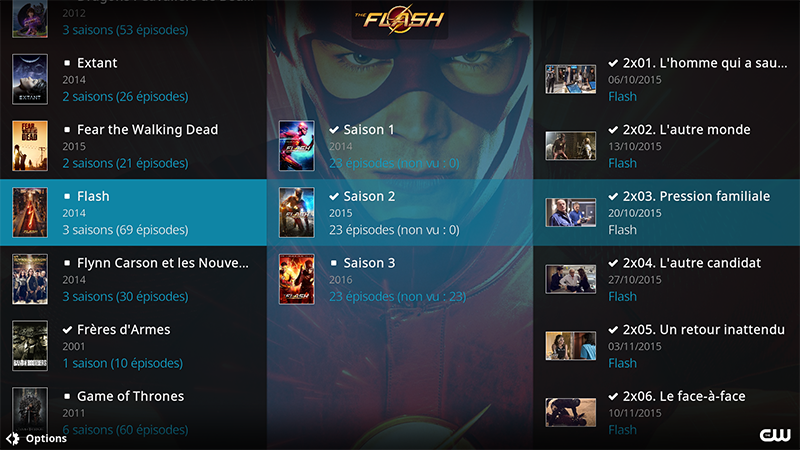 THE FLASH
Dragons
2012
3 saisons (53 épisodes)
Extant
2014
2 saisons (26 épisodes)
Fear the Walking Dead
2015
2 saisons (21 épisodes)
Flash
2014
3 saisons (69 épisodes)
Flynn Carson et les Nouve...
2014
3 saisons (30 épisodes)
Frères d'Armes
2001
1 saison (10 épisodes)
Game of Thrones
2011
6 saisons (60 épisodes)
Options
Saison 1
2014
23 épisodes (non vu : 0)
Saison 2
2015
23 épisodes (non vu : 0)
Saison 3
2016
23 épisodes (non vu : 23)
2x01. L'homme qui a sau...
06/10/2015
Flash
2x02. L'autre monde
13/10/2015
Flash
2x03. Pression familiale
20/10/2015
Flash
2x04. L'autre candidat
27/10/2015
Flash
2x05. Un retour inattendu
03/11/2015
Flash
2x06. Le face-à-face
10/11/2015
Flash
CW